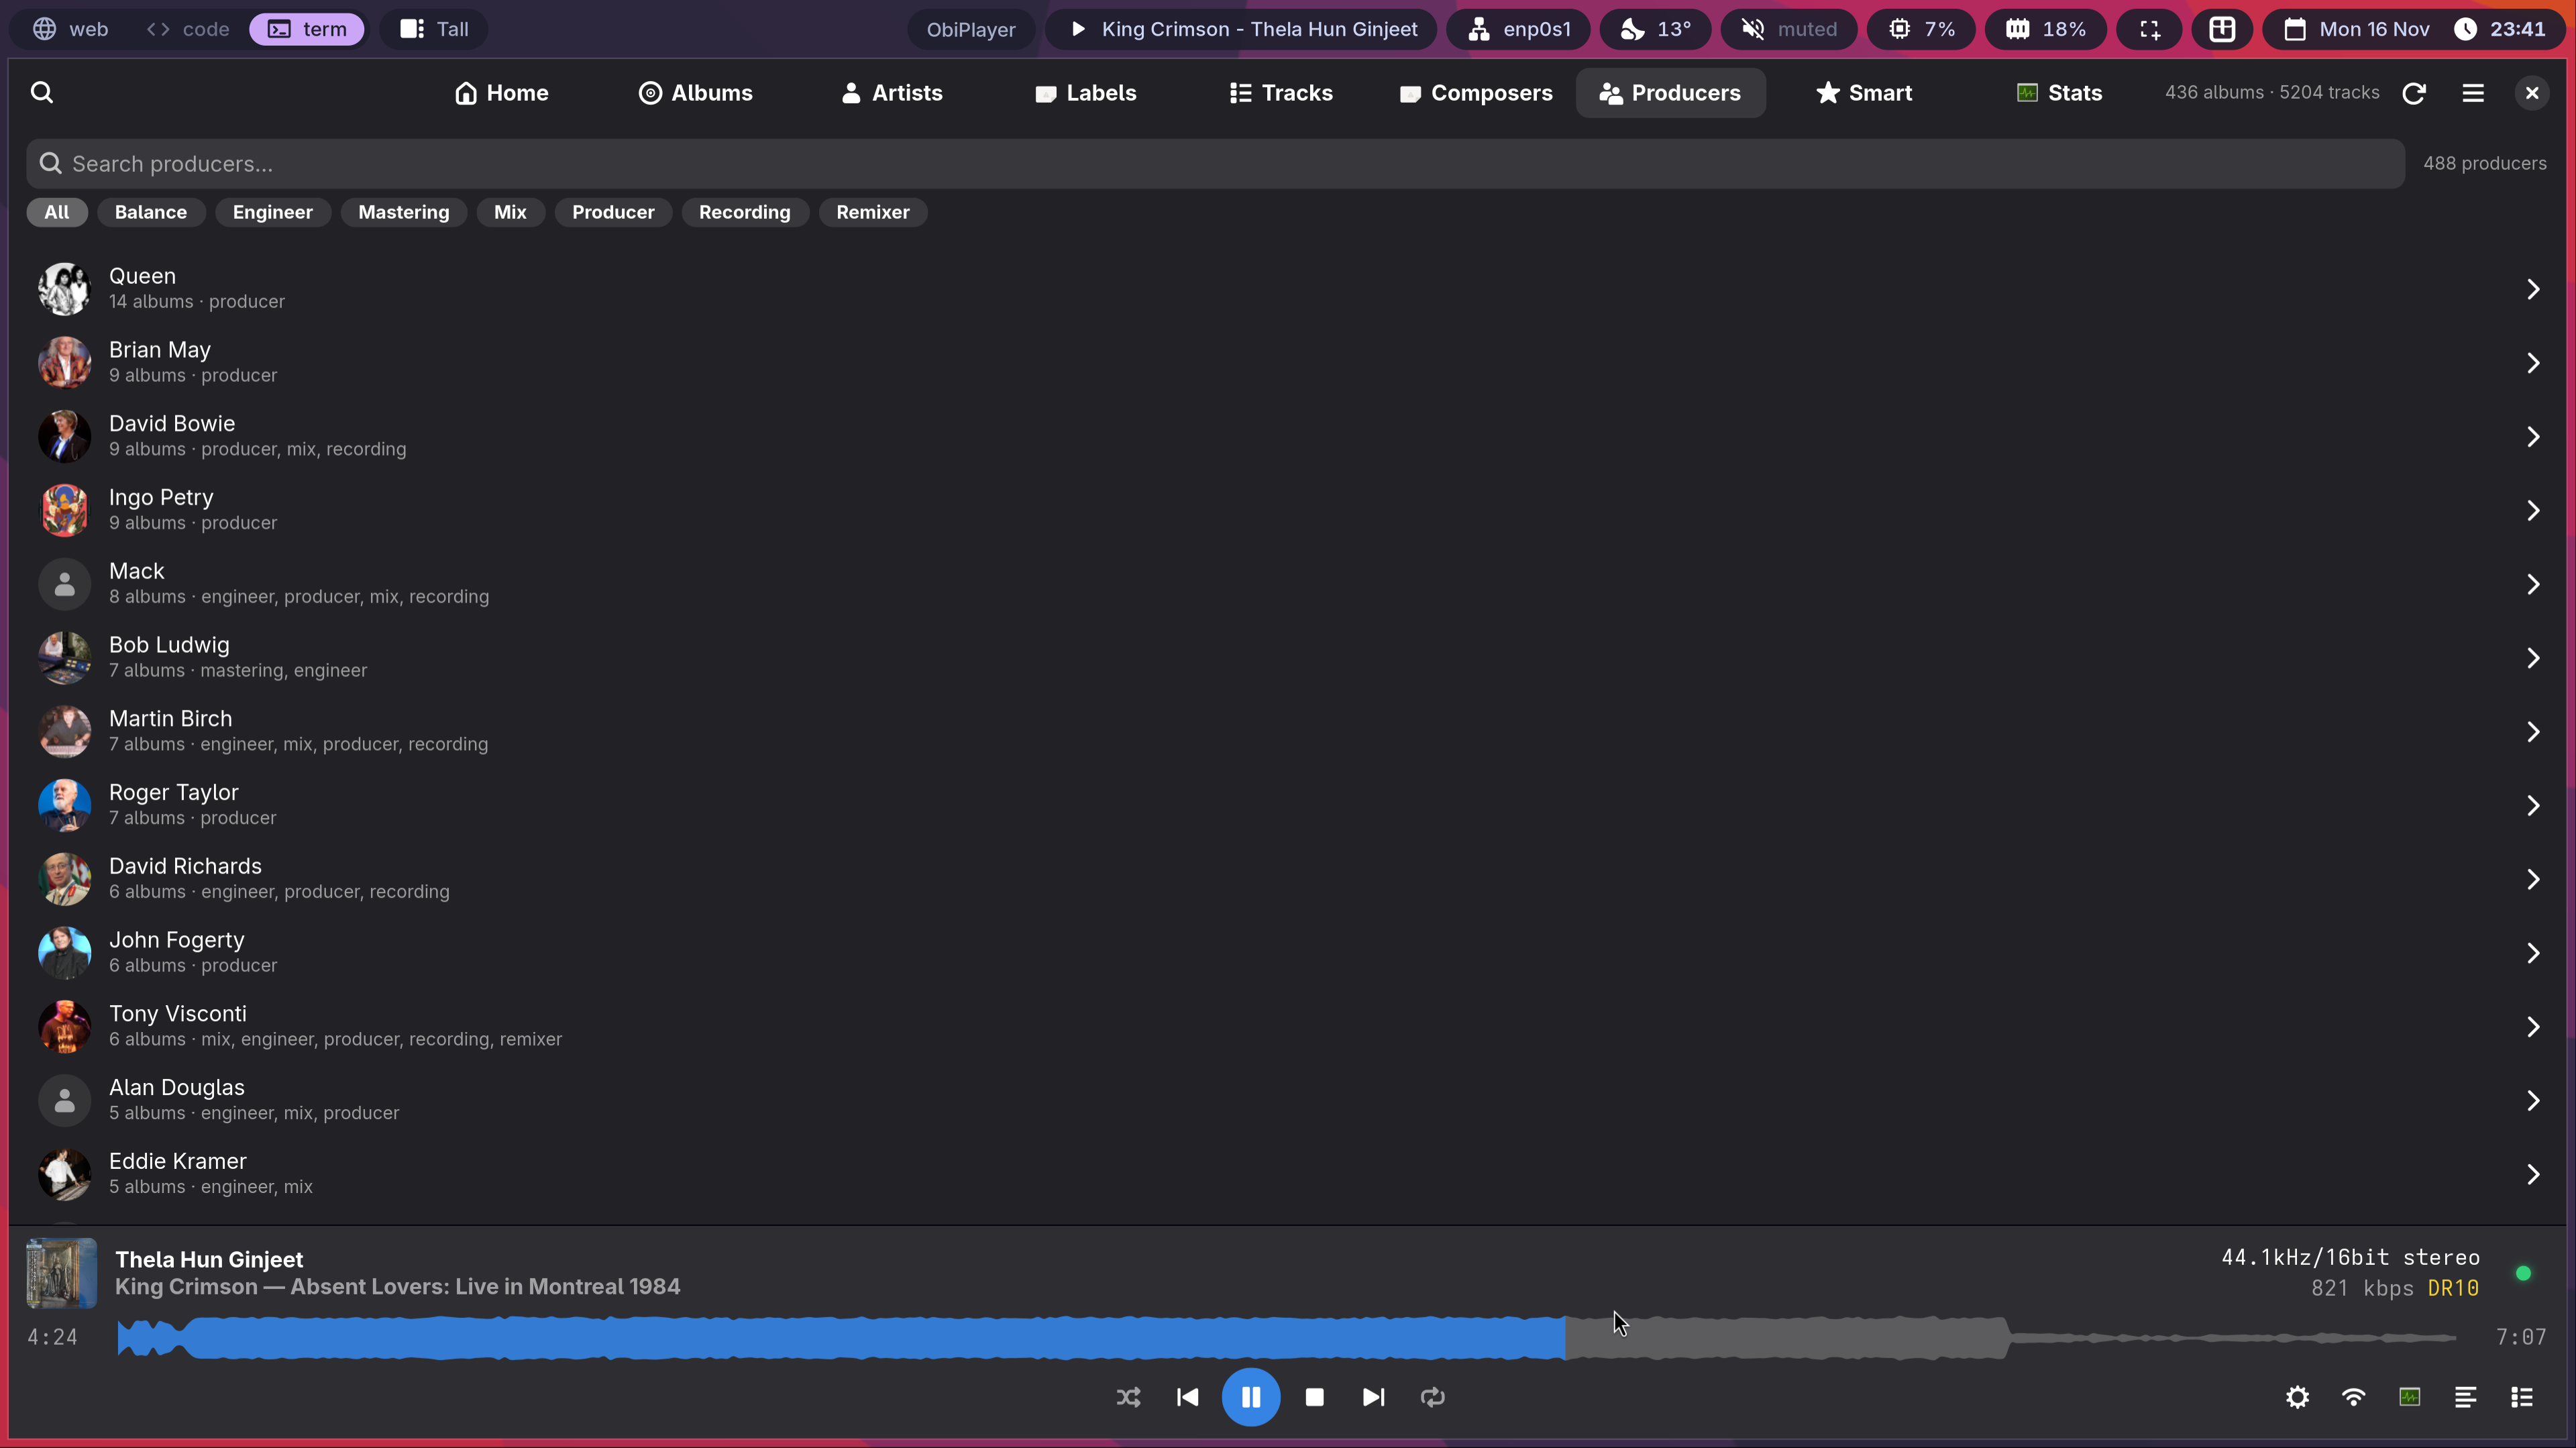 web code term Tall ObiPlayer King Crimson - Thela Hun Ginjeet enp0s1 13° muted 7% 18% Mon 16 Nov 23:41
Home Albums Artists Labels Tracks Composers Producers Smart Stats 436 albums · 5204 tracks
Search producers... 488 producers
All Balance Engineer Mastering Mix Producer Recording Remixer
Queen
14 albums · producer
Brian May
9 albums · producer
David Bowie
9 albums · producer, mix, recording
Ingo Petry
9 albums · producer
Mack
8 albums · engineer, producer, mix, recording
Bob Ludwig
7 albums · mastering, engineer
Martin Birch
7 albums · engineer, mix, producer, recording
Roger Taylor
7 albums · producer
David Richards
6 albums · engineer, producer, recording
John Fogerty
6 albums · producer
Tony Visconti
6 albums · mix, engineer, producer, recording, remixer
Alan Douglas
5 albums · engineer, mix, producer
Eddie Kramer
5 albums · engineer, mix
Thela Hun Ginjeet 44.1kHz/16bit stereo
King Crimson — Absent Lovers: Live in Montreal 1984 821 kbps DR10
4:24 7:07